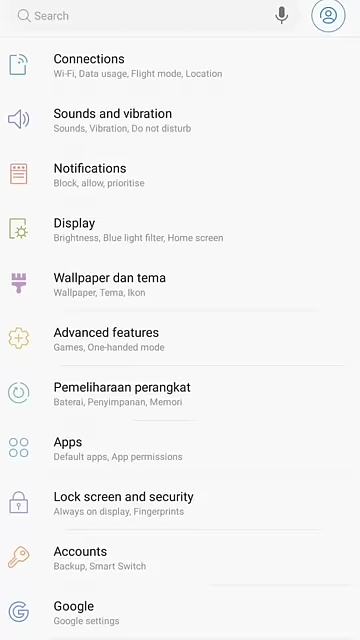 Search
Connections
Wi-Fi, Data usage, Flight mode, Location
Sounds and vibration
Sounds, Vibration, Do not disturb
Notifications
Block, allow, prioritise
Display
Brightness, Blue light filter, Home screen
Wallpaper dan tema
Wallpaper, Tema, Ikon
Advanced features
Games, One-handed mode
Pemeliharaan perangkat
Baterai, Penyimpanan, Memori
Apps
Default apps, App permissions
Lock screen and security
Always on display, Fingerprints
Accounts
Backup, Smart Switch
Google
Google settings